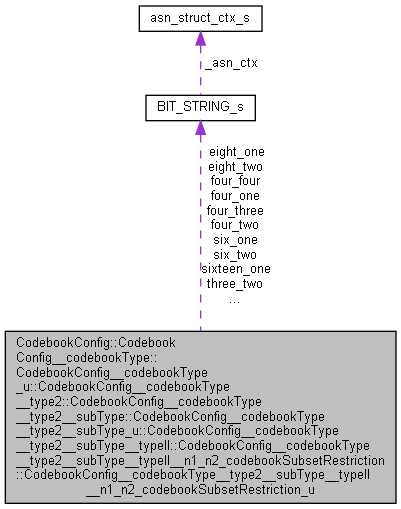 asn_struct_ctx_s
_asn_ctx
BIT_STRING_s
eight_one
eight_two
four_four
four_one
four_three
four_two
six_one
six_two
sixteen_one
three_two
...
CodebookConfig::Codebook
Config__codebookType::
CodebookConfig__codebookType
_u::CodebookConfig__codebookType
__type2::CodebookConfig__codebookType
__type2__subType::CodebookConfig__codebookType
__type2__subType_u::CodebookConfig__codebookType
__type2__subType__typeII::CodebookConfig__codebookType
__type2__subType__typeII__n1_n2_codebookSubsetRestriction
::CodebookConfig__codebookType__type2__subType__typeII
__n1_n2_codebookSubsetRestriction_u